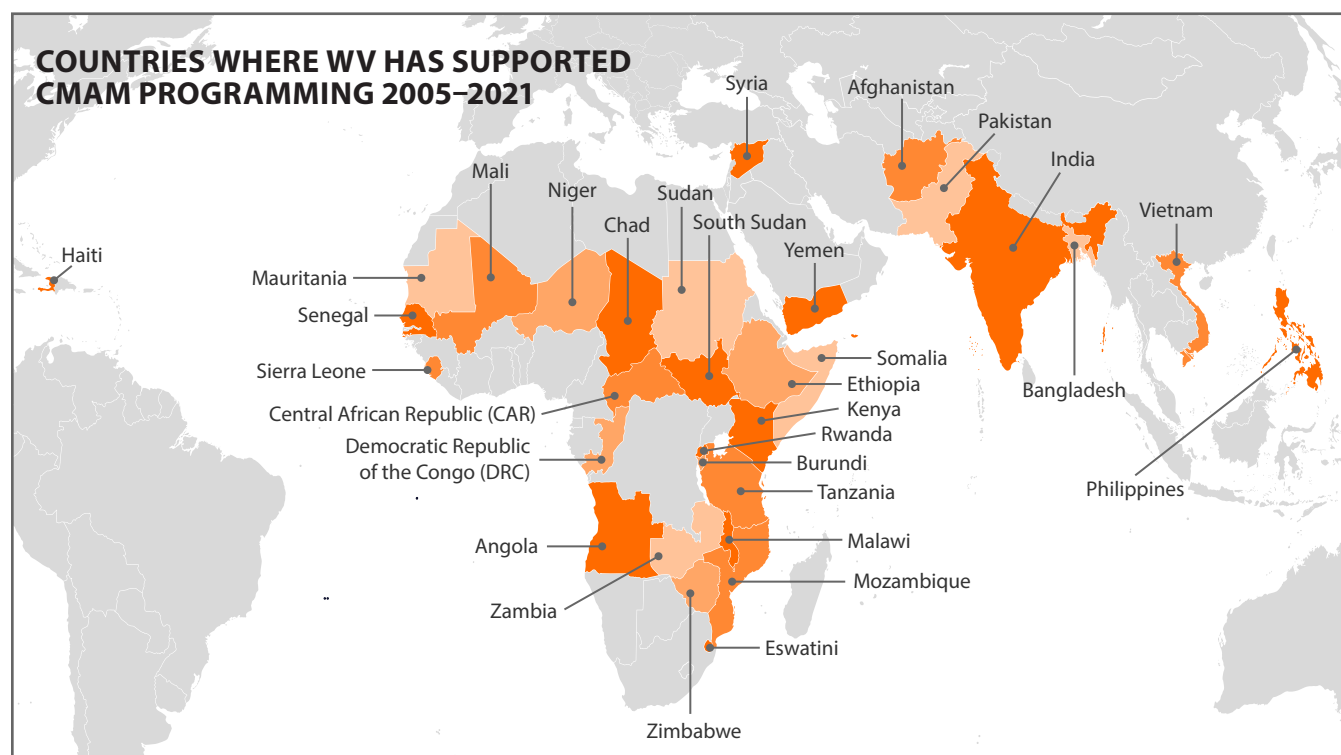 COUNTRIES WHERE WV HAS SUPPORTED
CMAM PROGRAMMING 2005–2021
Syria
Afghanistan
Pakistan
India
Mali
Niger
Sudan
Chad
South Sudan
Vietnam
Haiti
Mauritania
Yemen
Senegal
Somalia
Sierra Leone
Ethiopia
Bangladesh
Central African Republic (CAR)
Kenya
Democratic Republic
of the Congo (DRC)
Rwanda
Burundi
Tanzania
Philippines
Angola
Malawi
Mozambique
Zambia
Eswatini
Zimbabwe